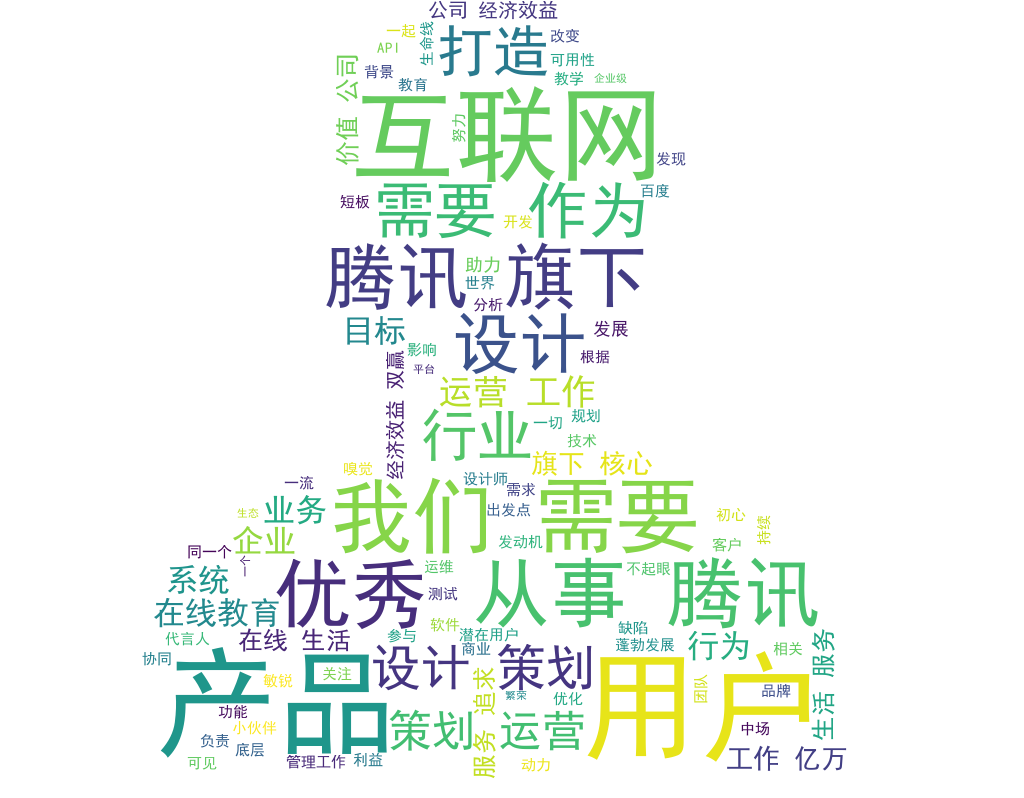 公司 经济效益
一起
生命线
打造
改变
API
可用性
公司
背景
教育
教学
企业级
互联网
价值
努力
发现
需要
作为
短板
开发
百度
腾讯
助力
旗下
世界
分析
目标
设计
发展
影响
根据
双赢
平台
运营 工作
经济效益
行业
一切
规划
技术
嗅觉
旗下 核心
一流
设计师
我们
需求
需要
生态
业务
出发点
初心
持续
企业
发动机
客户
同一个
一个
系统
优秀
运维
从事
不起眼
腾讯
测试
在线教育
代言人
在线 生活
参与
软件
潜在用户
缺陷
蓬勃发展
行为
相关
生活 服务
协同
产品
关注
设计
商业
策划
用户
敏锐
服务 追求
繁荣
优化
团队
品牌
功能
小伙伴
策划
运营
中场
负责
底层
可见
管理工作
利益
动力
工作 亿万